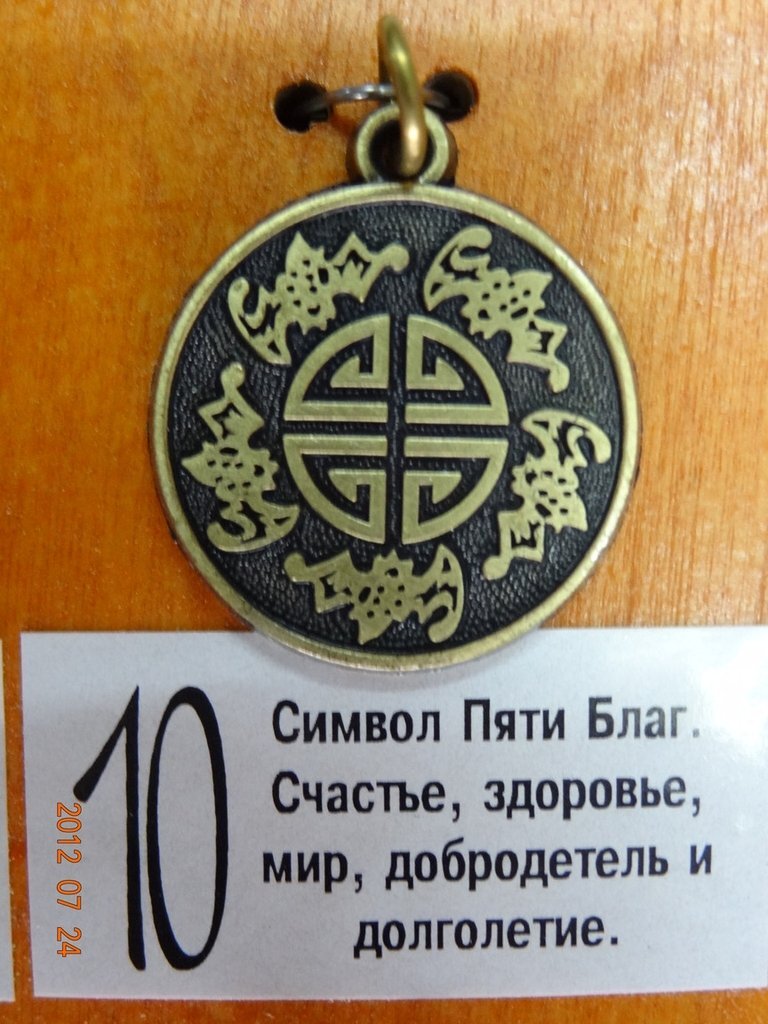 10
Символ Пяти Благ.
Счастье, здоровье,
мир, добродетель и
долголетие.
2012 07 24